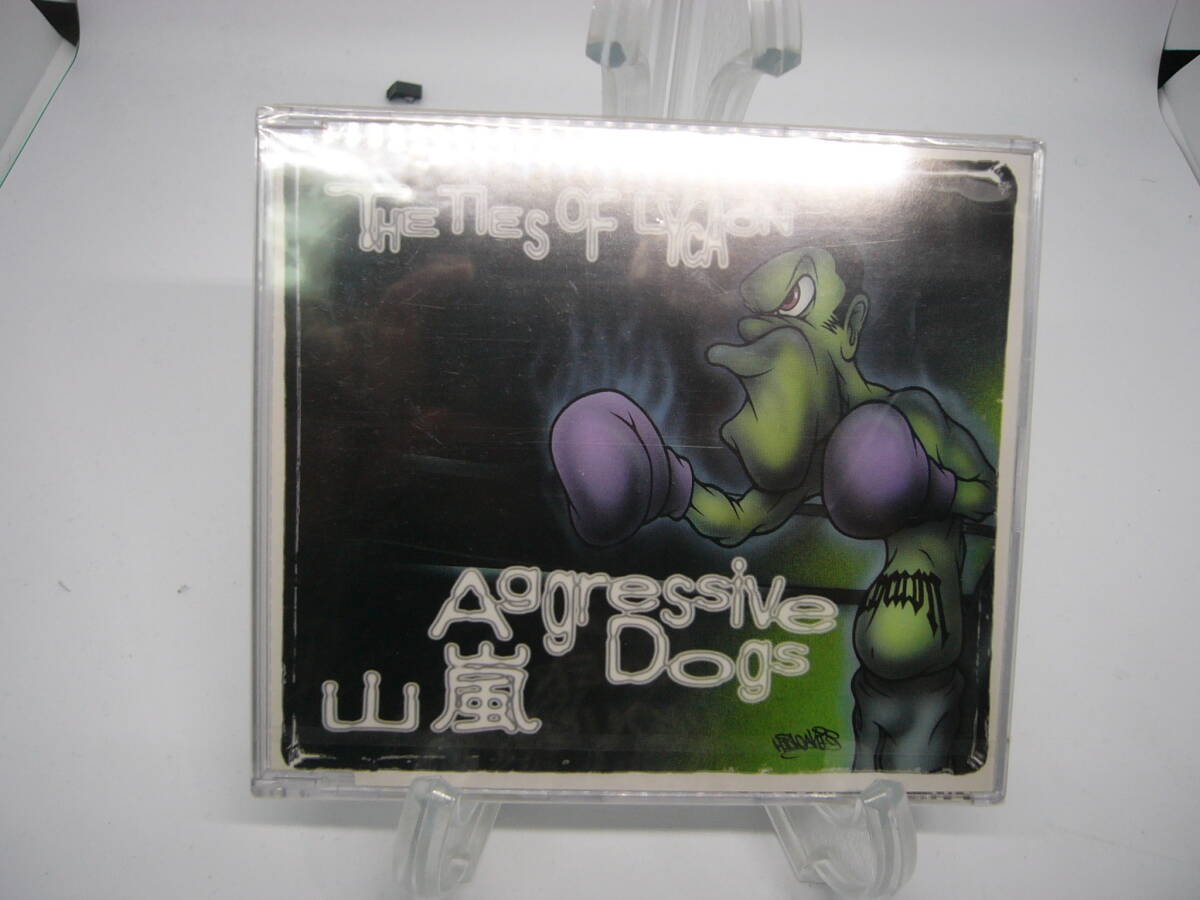 THE TIES OF LYCAON
Aggressive
Dogs
山嵐